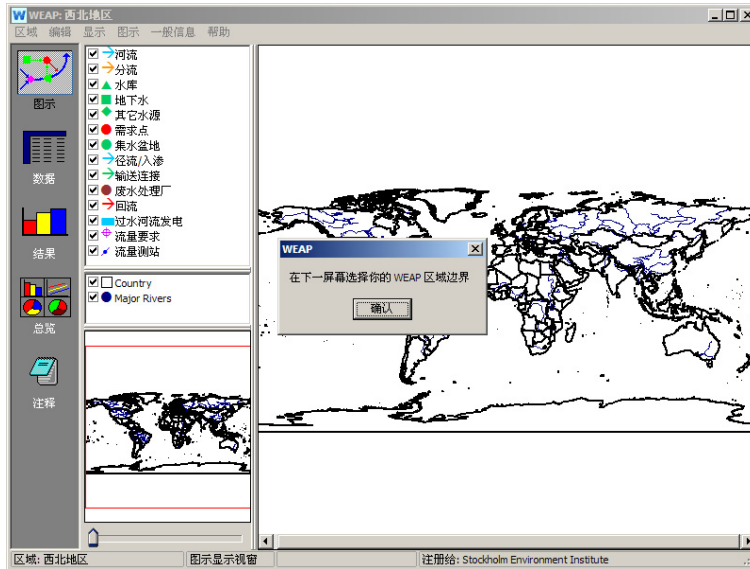 WEAP: 西北地区
区域 编辑 显示 图示 一般信息 帮助
图示
数据
结果
总览
注释
河流
分流
水库
地下水
其它水源
需求点
集水盆地
径流/入渗
输送连接
废水处理厂
回流
过水河流发电
流量要求
流量测站
Country
Major Rivers
WEAP
在下一屏幕选择你的 WEAP 区域边界
确认
区域: 西北地区
图示显示视窗
注册给: Stockholm Environment Institute